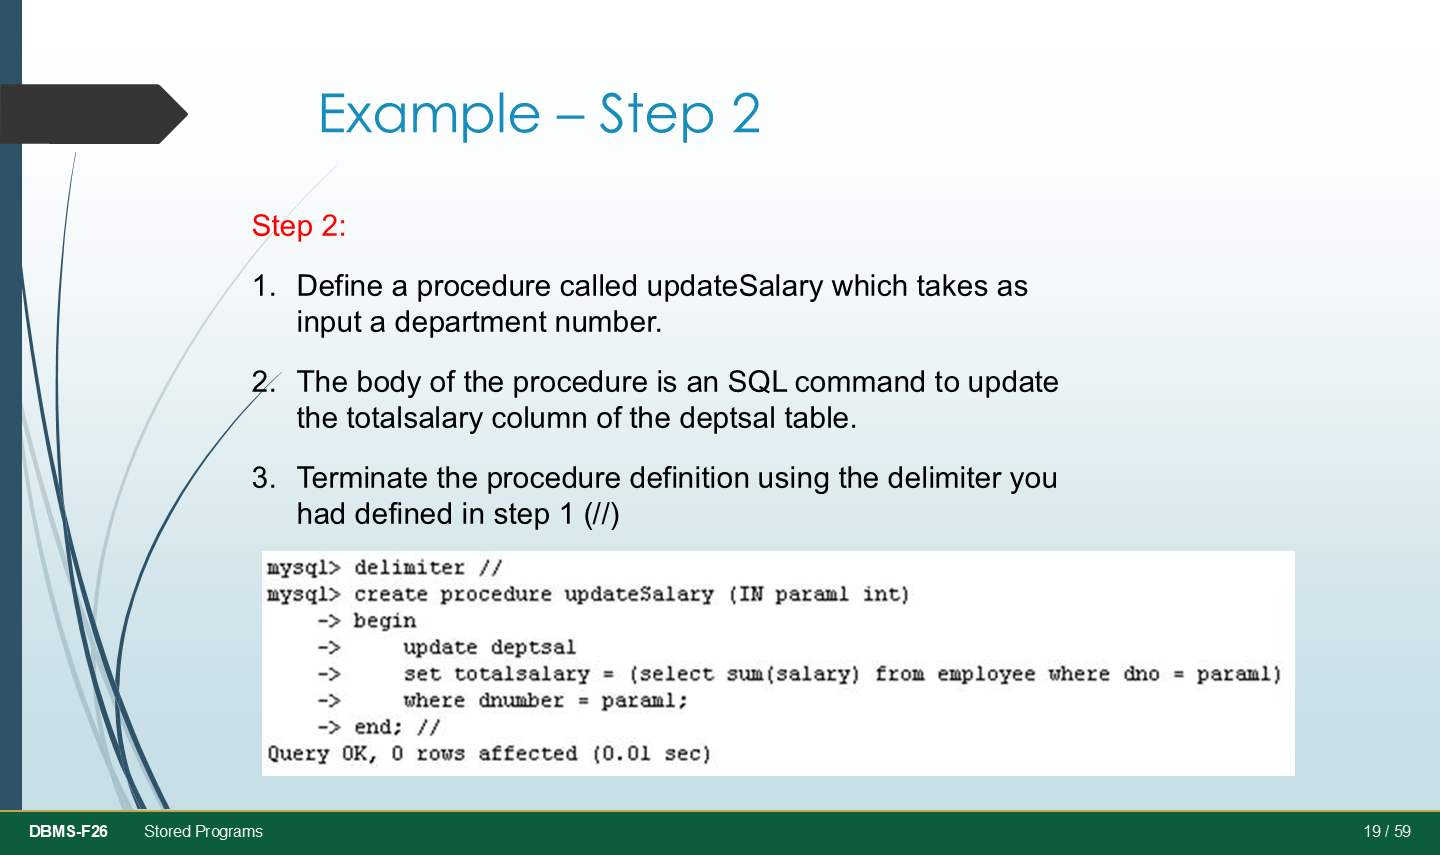 Example – Step 2
Step 2:
1. Define a procedure called updateSalary which takes as
input a department number.
2. The body of the procedure is an SQL command to update
the totalsalary column of the deptsal table.
3. Terminate the procedure definition using the delimiter you
had defined in step 1 (//)
mysql> delimiter //
mysql> create procedure updateSalary (IN param1 int)
-> begin
-> update deptsal
-> set totalsalary = (select sum(salary) from employee where dno = param1)
-> where dnumber = param1;
-> end; //
Query OK, 0 rows affected (0.01 sec)
DBMS-F26 Stored Programs 19 / 59